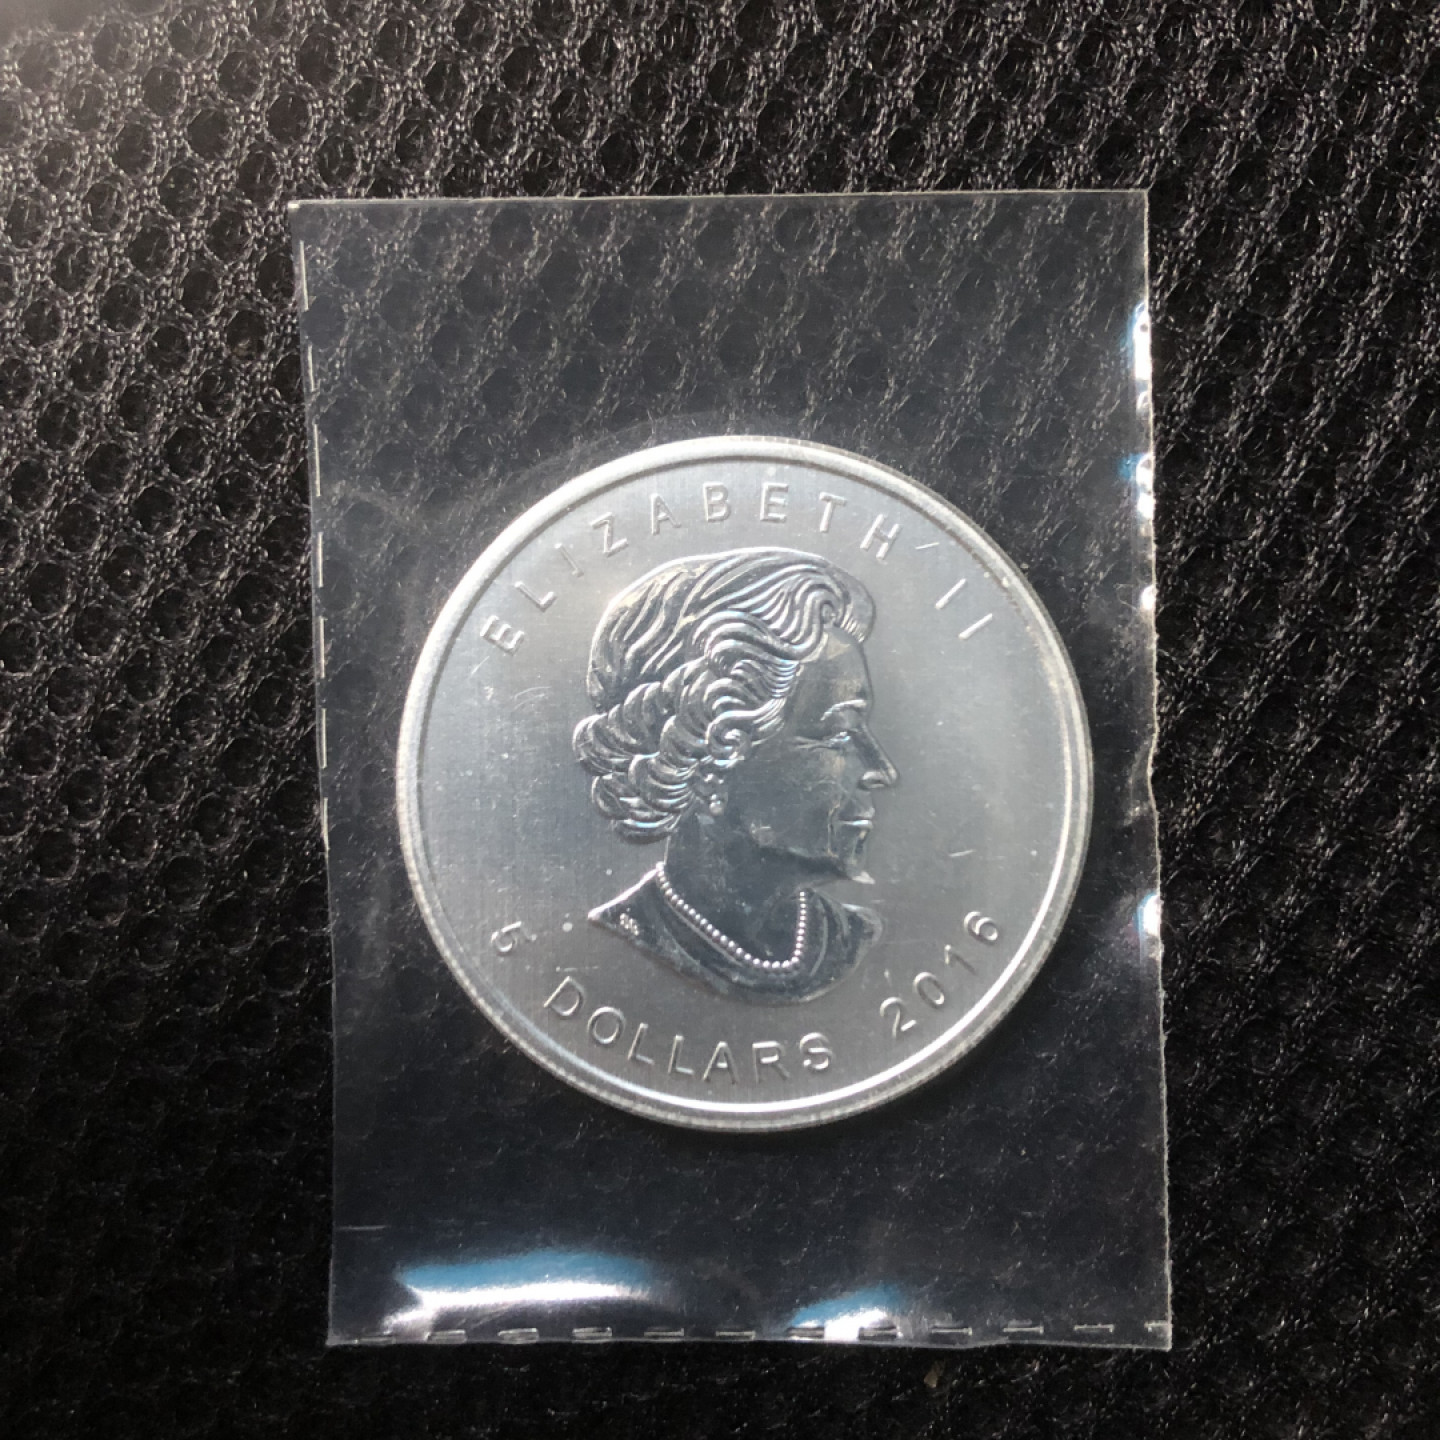 ELIZABETH II
5 DOLLARS 2016